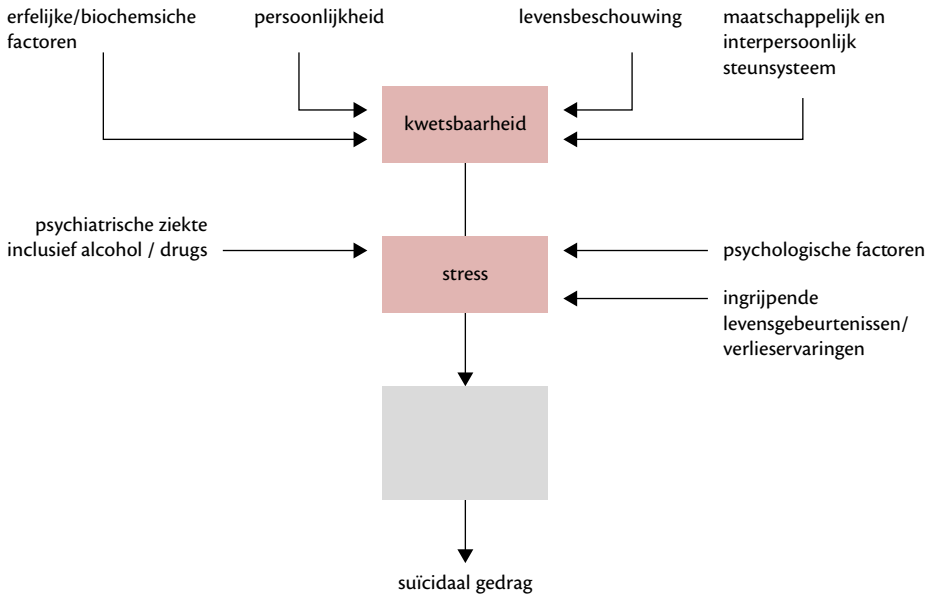 erfelijke/biochemsiche
factoren
persoonlijkheid
levensbeschouwing
maatschappelijk en
interpersoonlijk
steunsysteem
kwetsbaarheid
psychiatrische ziekte
inclusief alcohol / drugs
stress
psychologische factoren
ingrijpende
levensgebeurtenissen/
verlieservaringen
suïcidaal gedrag